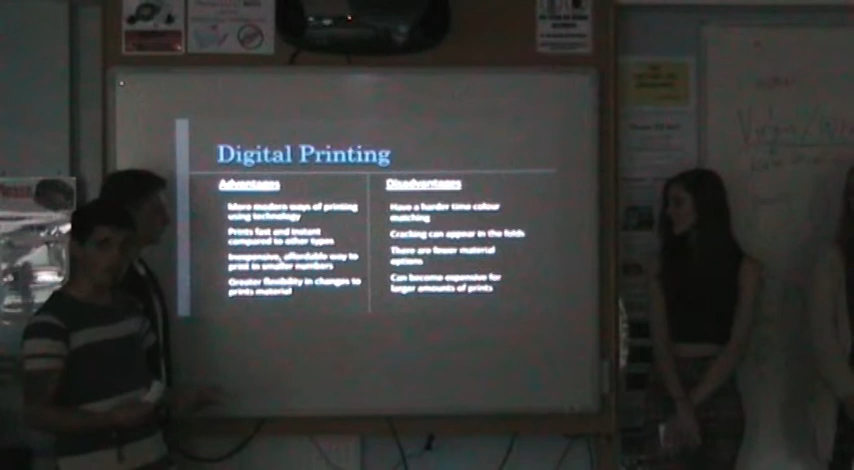 Digital Printing
Advantages
More modern ways of printing
using technology
Prints fast and instant
compared to other types
Inexpensive, affordable way to
print in smaller numbers
Greater flexibility in changes to
prints material
Disadvantages
Have a harder time colour
matching
Cracking can appear in the folds
There are fewer material
options
Can become expensive for
larger amounts of prints